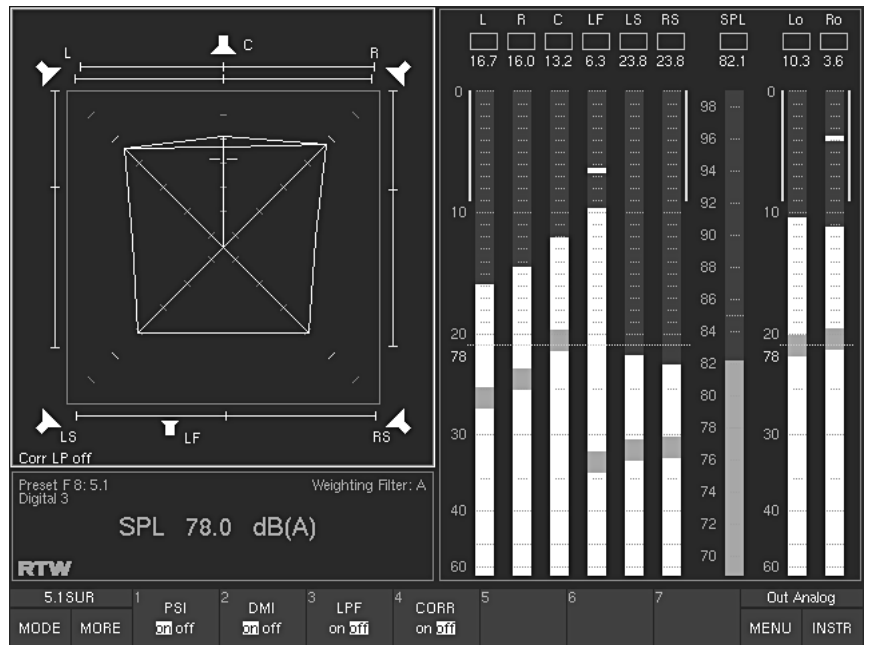 L R C LF LS RS SPL Lo Ro
16.7 16.0 13.2 6.3 23.8 23.8 82.1 10.3 3.6
C
L R
LS LF RS
Corr LP off
0 10 20 78 30 40 60
98 96 94 92 90 88 86 84 82 80 78 76 74 72 70
0 10 20 78 30 40 60
Preset F 8: 5.1 Weighting Filter: A
Digital 3
SPL 78.0 dB(A)
RTW
5.1SUR 1 PSI 2 DMI 3 LPF 4 CORR 5 6 7 Out Analog
MODE MORE on off on off on off on off MENU INSTR